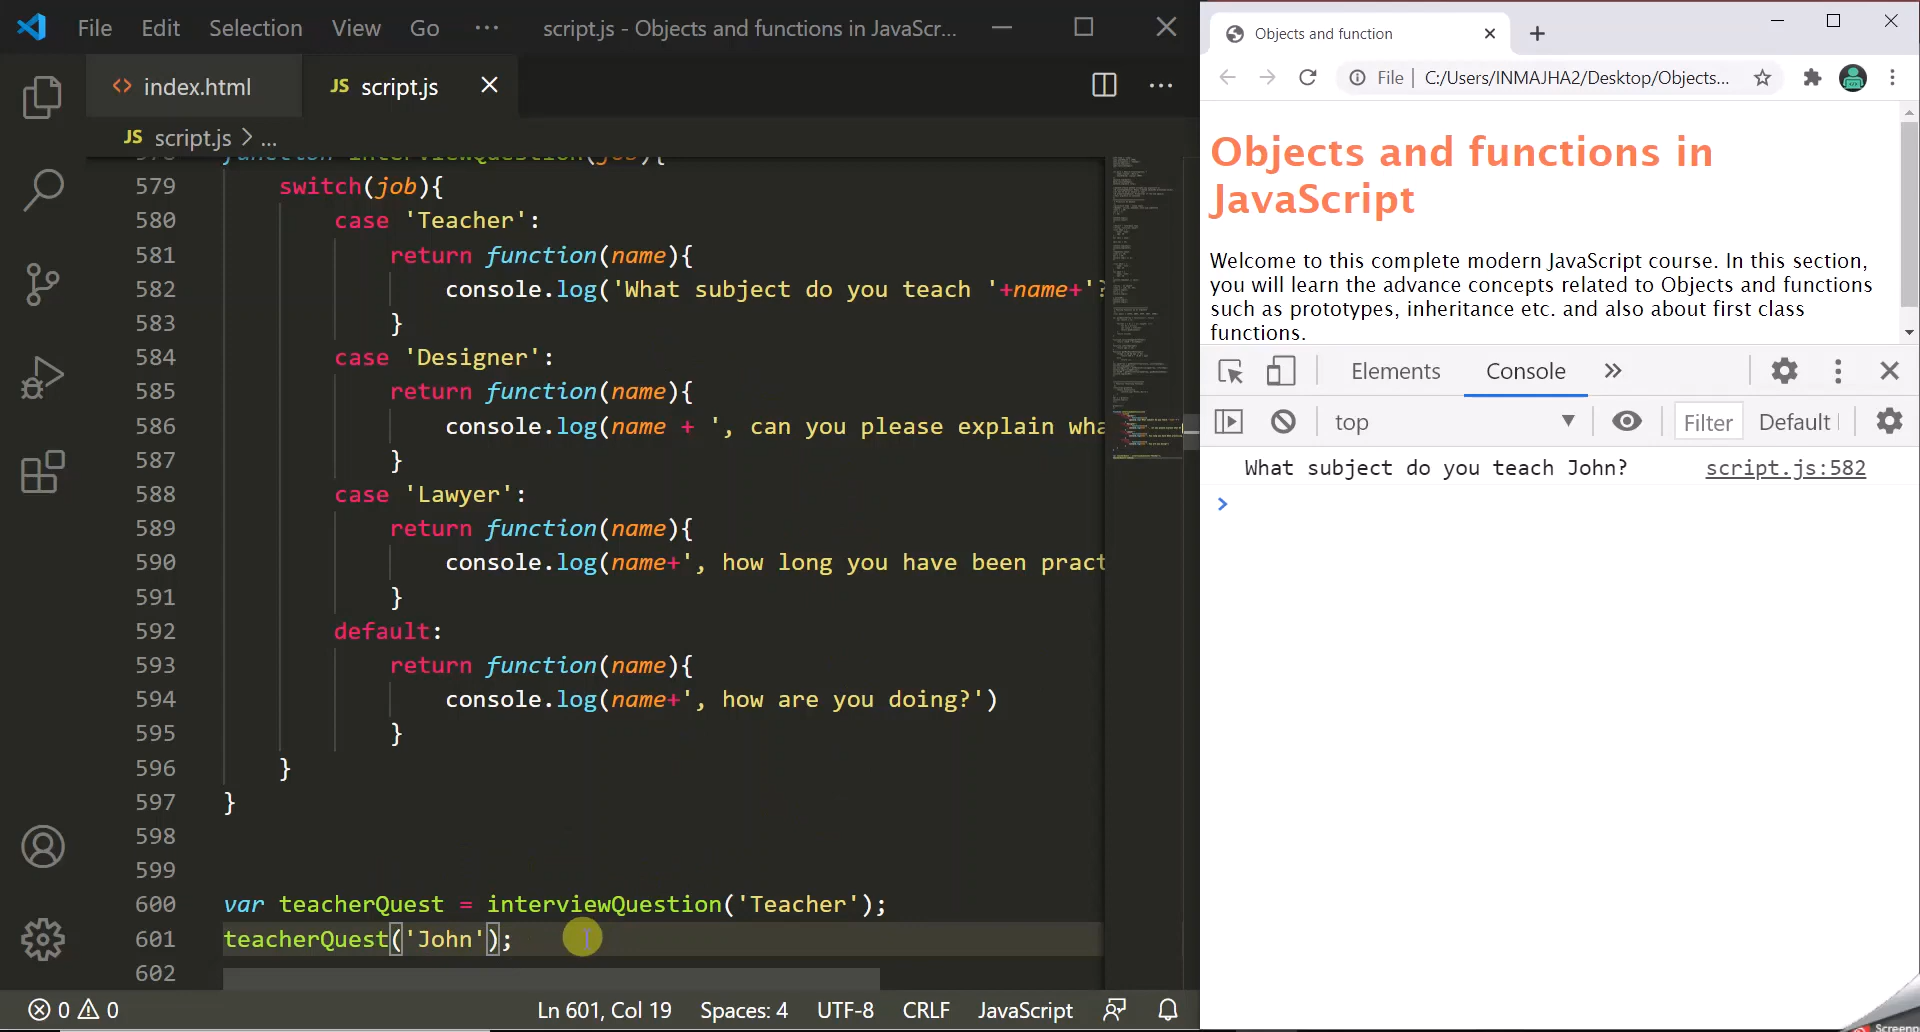 File Edit Selection View Go ··· script.js - Objects and functions in JavaScr...
<> index.html JS script.js
JS script.js > ...
function interviewQuestion(job){
579 switch(job){
580 case 'Teacher':
581 return function(name){
582 console.log('What subject do you teach '+name+'?
583 }
584 case 'Designer':
585 return function(name){
586 console.log(name + ', can you please explain wha
587 }
588 case 'Lawyer':
589 return function(name){
590 console.log(name+', how long you have been pract
591 }
592 default:
593 return function(name){
594 console.log(name+', how are you doing?')
595 }
596 }
597 }
598
599
600 var teacherQuest = interviewQuestion('Teacher');
601 teacherQuest('John');
602
0 0 Ln 601, Col 19 Spaces: 4 UTF-8 CRLF JavaScript
Objects and function
File | C:/Users/INMAJHA2/Desktop/Objects...
Objects and functions in
JavaScript
Welcome to this complete modern JavaScript course. In this section,
you will learn the advance concepts related to Objects and functions
such as prototypes, inheritance etc. and also about first class
functions.
Elements Console »
top Filter Default
What subject do you teach John? script.js:582
>